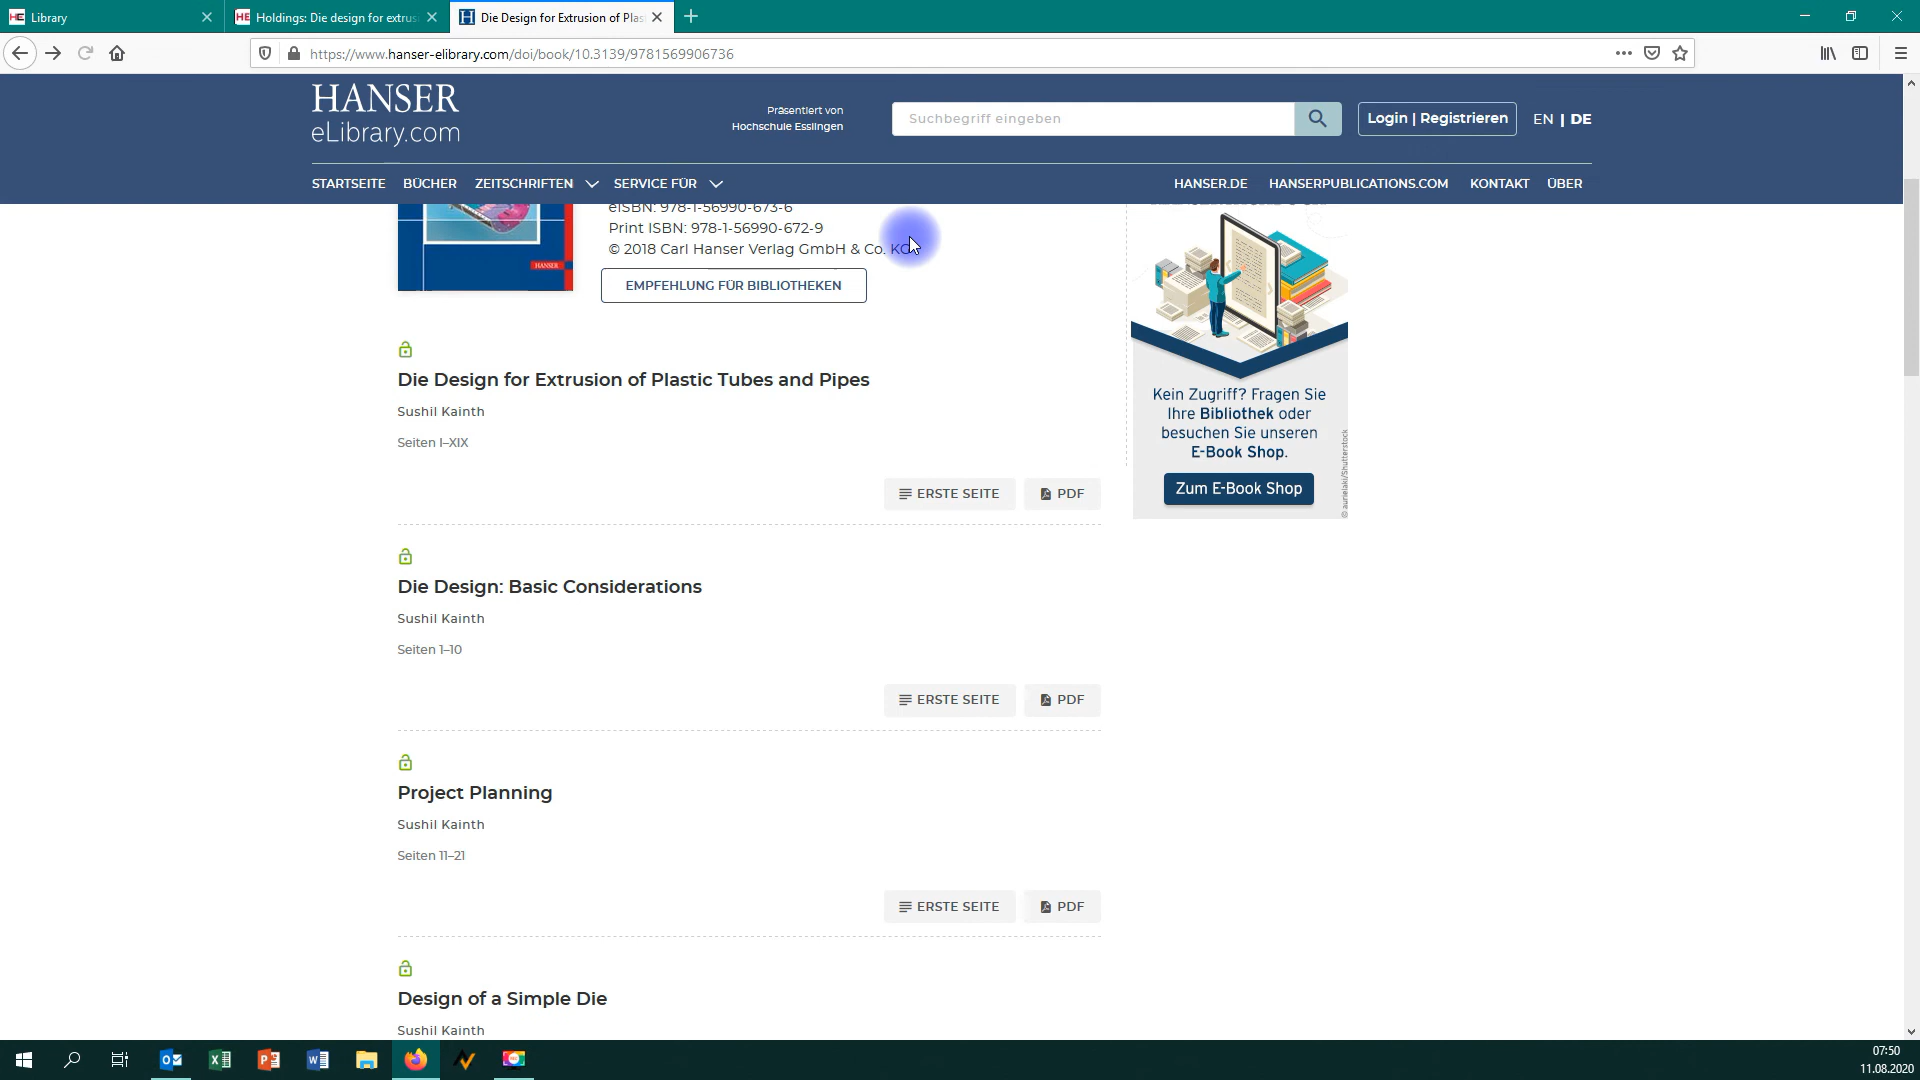 Library
Holdings: Die design for extrus
Die Design for Extrusion of Plas
https://www.hanser-elibrary.com/doi/book/10.3139/9781569906736
HANSER
eLibrary.com
Präsentiert von
Hochschule Esslingen
Suchbegriff eingeben
Login | Registrieren
EN | DE
STARTSEITE
BÜCHER
ZEITSCHRIFTEN
SERVICE FÜR
HANSER.DE
HANSERPUBLICATIONS.COM
KONTAKT
ÜBER
eISBN: 978-1-56990-673-6
Print ISBN: 978-1-56990-672-9
© 2018 Carl Hanser Verlag GmbH & Co. KG
HANSER
EMPFEHLUNG FÜR BIBLIOTHEKEN
Die Design for Extrusion of Plastic Tubes and Pipes
Sushil Kainth
Seiten I–XIX
ERSTE SEITE
PDF
Die Design: Basic Considerations
Sushil Kainth
Seiten 1–10
ERSTE SEITE
PDF
Project Planning
Sushil Kainth
Seiten 11–21
ERSTE SEITE
PDF
Design of a Simple Die
Sushil Kainth
Kein Zugriff? Fragen Sie
Ihre Bibliothek oder
besuchen Sie unseren
E-Book Shop.
Zum E-Book Shop
© aurielaki/Shutterstock
07:50
11.08.2020